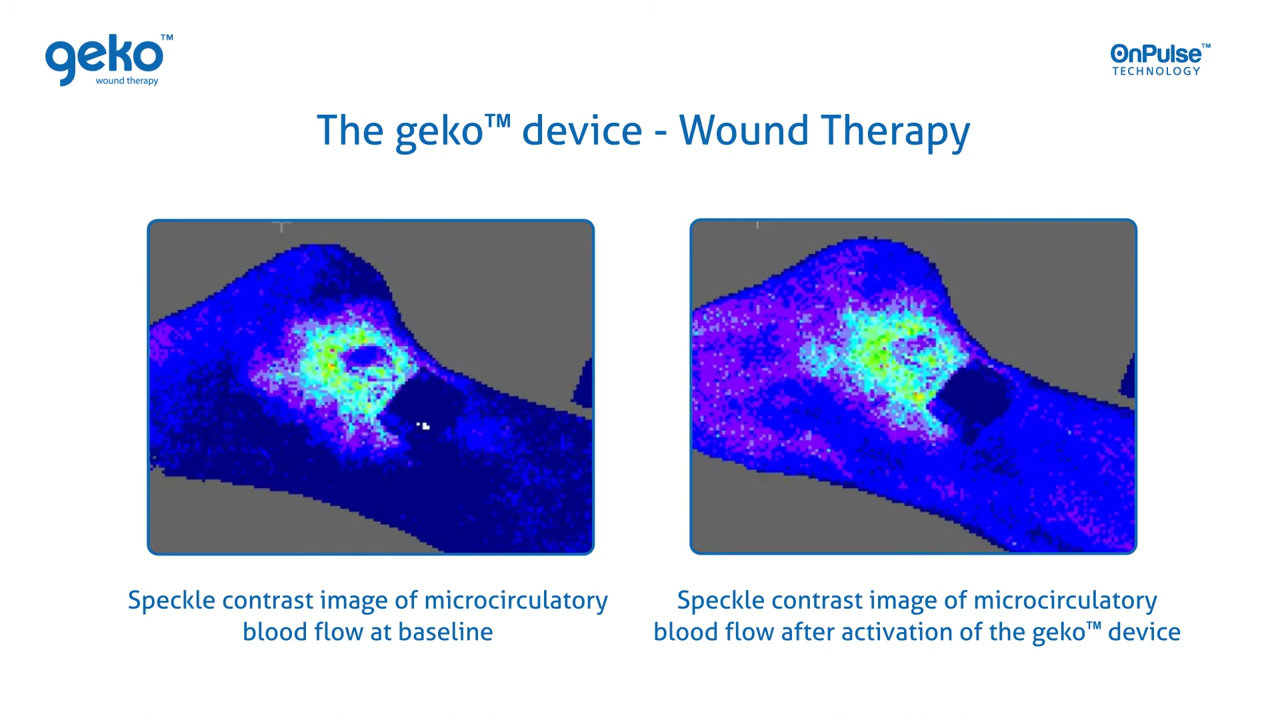 geko™
wound therapy
OnPulse™
TECHNOLOGY
The geko™ device - Wound Therapy
Speckle contrast image of microcirculatory
blood flow at baseline
Speckle contrast image of microcirculatory
blood flow after activation of the geko™ device